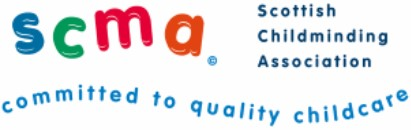 scma©
Scottish
Childminding
Association
committed to quality childcare